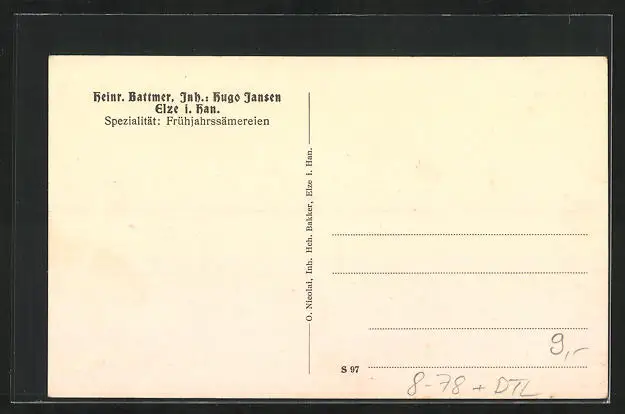 Heinr. Battmer, Inh.: Hugo Jansen
Elze i. Han.
Spezialität: Frühjahrssämereien
O. Nicolai, Inh. Hch. Bakker, Elze i. Han.
S 97
9,-
8-78 + DTL.